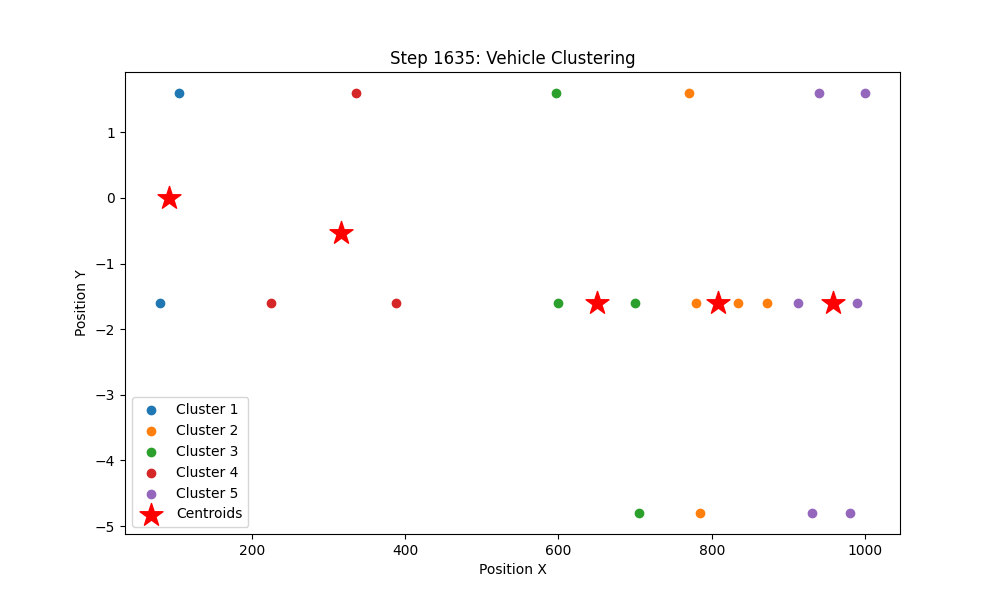 Step 1635: Vehicle Clustering
Position Y
1
0
−1
−2
−3
−4
−5
Cluster 1
Cluster 2
Cluster 3
Cluster 4
Cluster 5
Centroids
200 400 600 800 1000
Position X